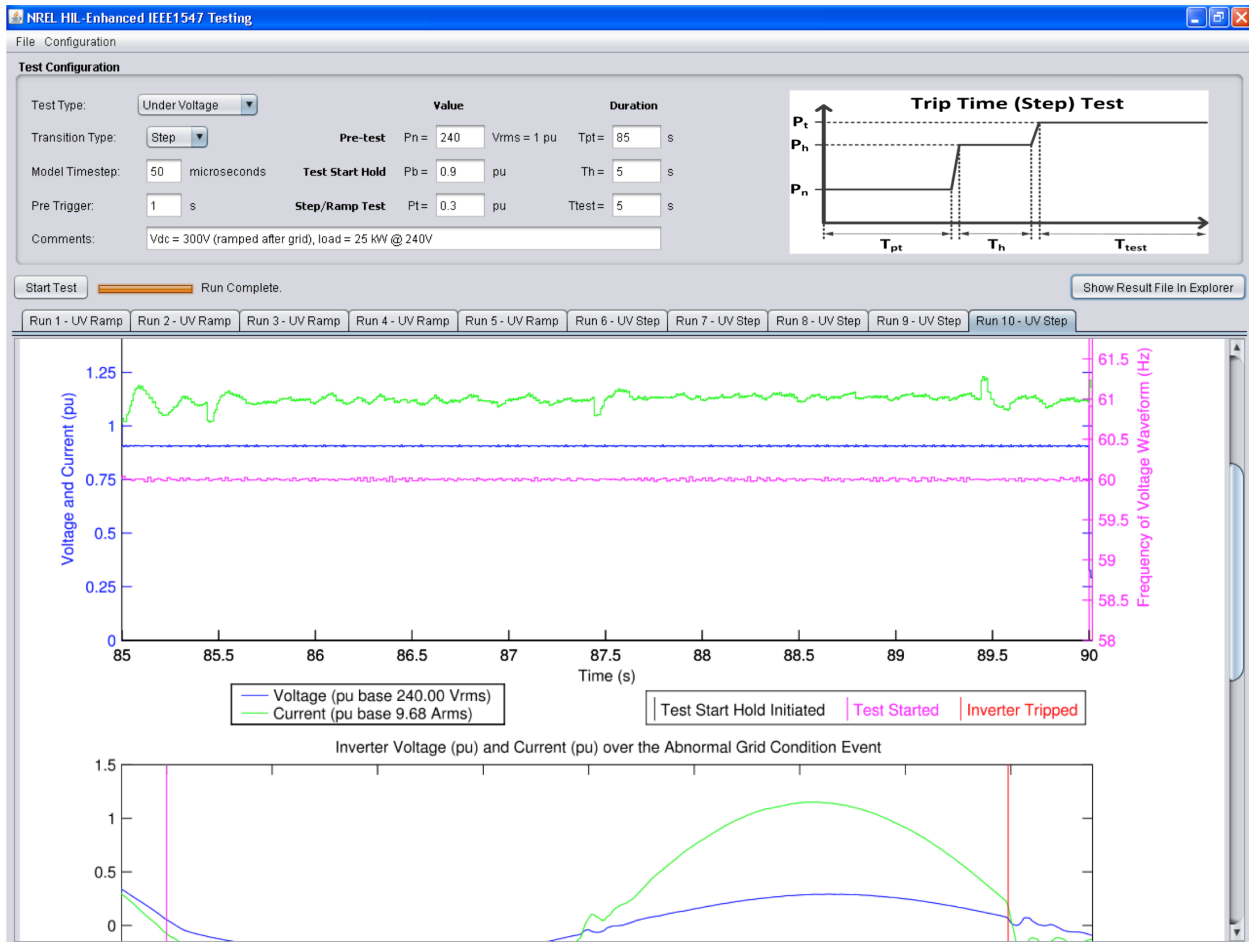 NREL HIL-Enhanced IEEE1547 Testing
File Configuration
Test Configuration
Test Type: Under Voltage Value Duration
Transition Type: Step Pre-test Pn = 240 Vrms = 1 pu Tpt = 85 s
Model Timestep: 50 microseconds Test Start Hold Pb = 0.9 pu Th = 5 s
Pre Trigger: 1 s Step/Ramp Test Pt = 0.3 pu Ttest = 5 s
Comments: Vdc = 300V (ramped after grid), load = 25 kW @ 240V
Trip Time (Step) Test
Pt
Ph
Pn
Tpt Th Ttest
Start Test Run Complete. Show Result File In Explorer
Run 1 - UV Ramp Run 2 - UV Ramp Run 3 - UV Ramp Run 4 - UV Ramp Run 5 - UV Ramp Run 6 - UV Step Run 7 - UV Step Run 8 - UV Step Run 9 - UV Step Run 10 - UV Step
Voltage and Current (pu)
1.25
1
0.75
0.5
0.25
0
61.5
61
60.5
60
59.5
59
58.5
58
Frequency of Voltage Waveform (Hz)
85 85.5 86 86.5 87 87.5 88 88.5 89 89.5 90
Time (s)
Voltage (pu base 240.00 Vrms)
Current (pu base 9.68 Arms)
Test Start Hold Initiated Test Started Inverter Tripped
Inverter Voltage (pu) and Current (pu) over the Abnormal Grid Condition Event
1.5
1
0.5
0